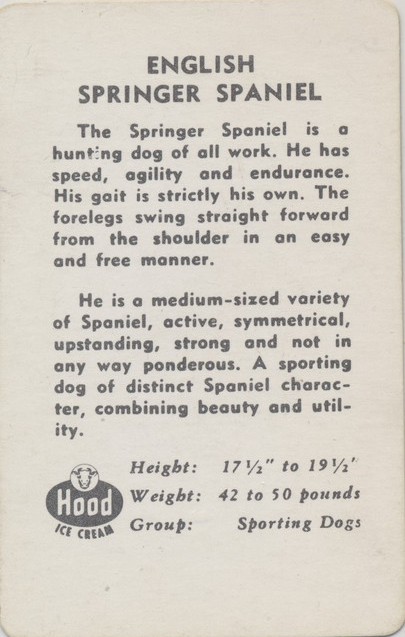 ENGLISH
SPRINGER SPANIEL
The Springer Spaniel is a
hunting dog of all work. He has
speed, agility and endurance.
His gait is strictly his own. The
forelegs swing straight forward
from the shoulder in an easy
and free manner.
He is a medium-sized variety
of Spaniel, active, symmetrical,
upstanding, strong and not in
any way ponderous. A sporting
dog of distinct Spaniel charac-
ter, combining beauty and util-
ity.
Height: 17½" to 19½'
Weight: 42 to 50 pounds
Group: Sporting Dogs
Hood
ICE CREAM